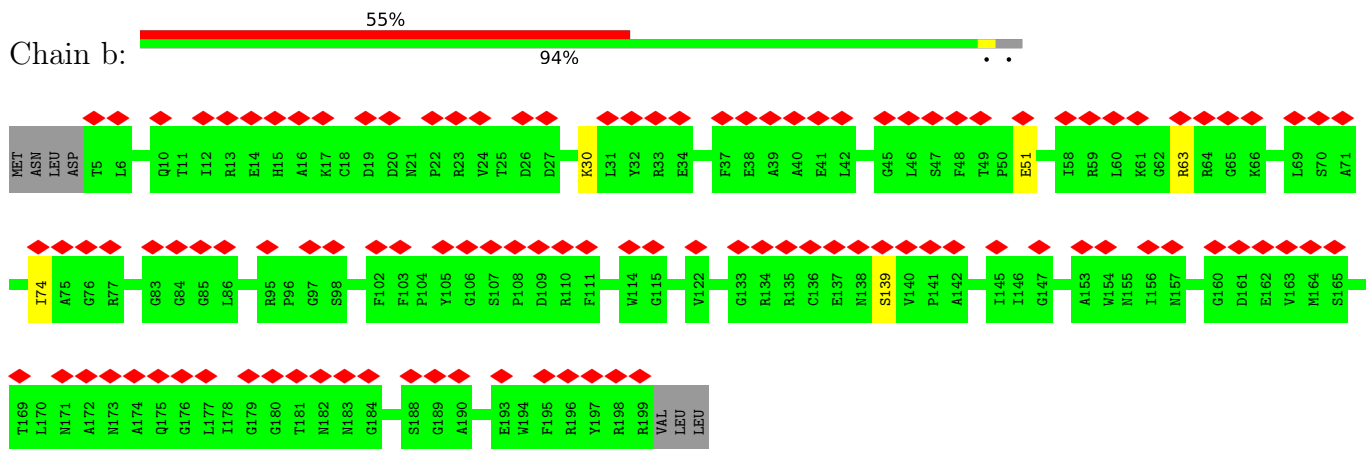 55%
Chain b:
94%
. .
MET ASN LEU ASP T5 L6 Q10 T11 I12 R13 E14 H15 A16 K17 C18 D19 D20 N21 P22 R23 V24 T25 D26 D27 K30 L31 Y32 R33 E34 F37 E38 A39 A40 E41 L42 G45 L46 S47 F48 T49 P50 E51 I58 R59 L60 K61 G62 R63 R64 G65 K66 L69 S70 A71
I74 A75 G76 R77 G83 G84 G85 L86 R95 P96 G97 S98 F102 F103 P104 Y105 G106 S107 P108 D109 R110 F111 W114 G115 V122 G133 R134 R135 C136 E137 N138 S139 V140 P141 A142 I145 I146 G147 A153 W154 N155 I156 N157 G160 D161 E162 V163 M164 S165
T169 L170 N171 A172 N173 A174 Q175 G176 L177 I178 G179 G180 T181 N182 N183 G184 S188 G189 A190 E193 W194 F195 R196 Y197 R198 R199 VAL LEU LEU